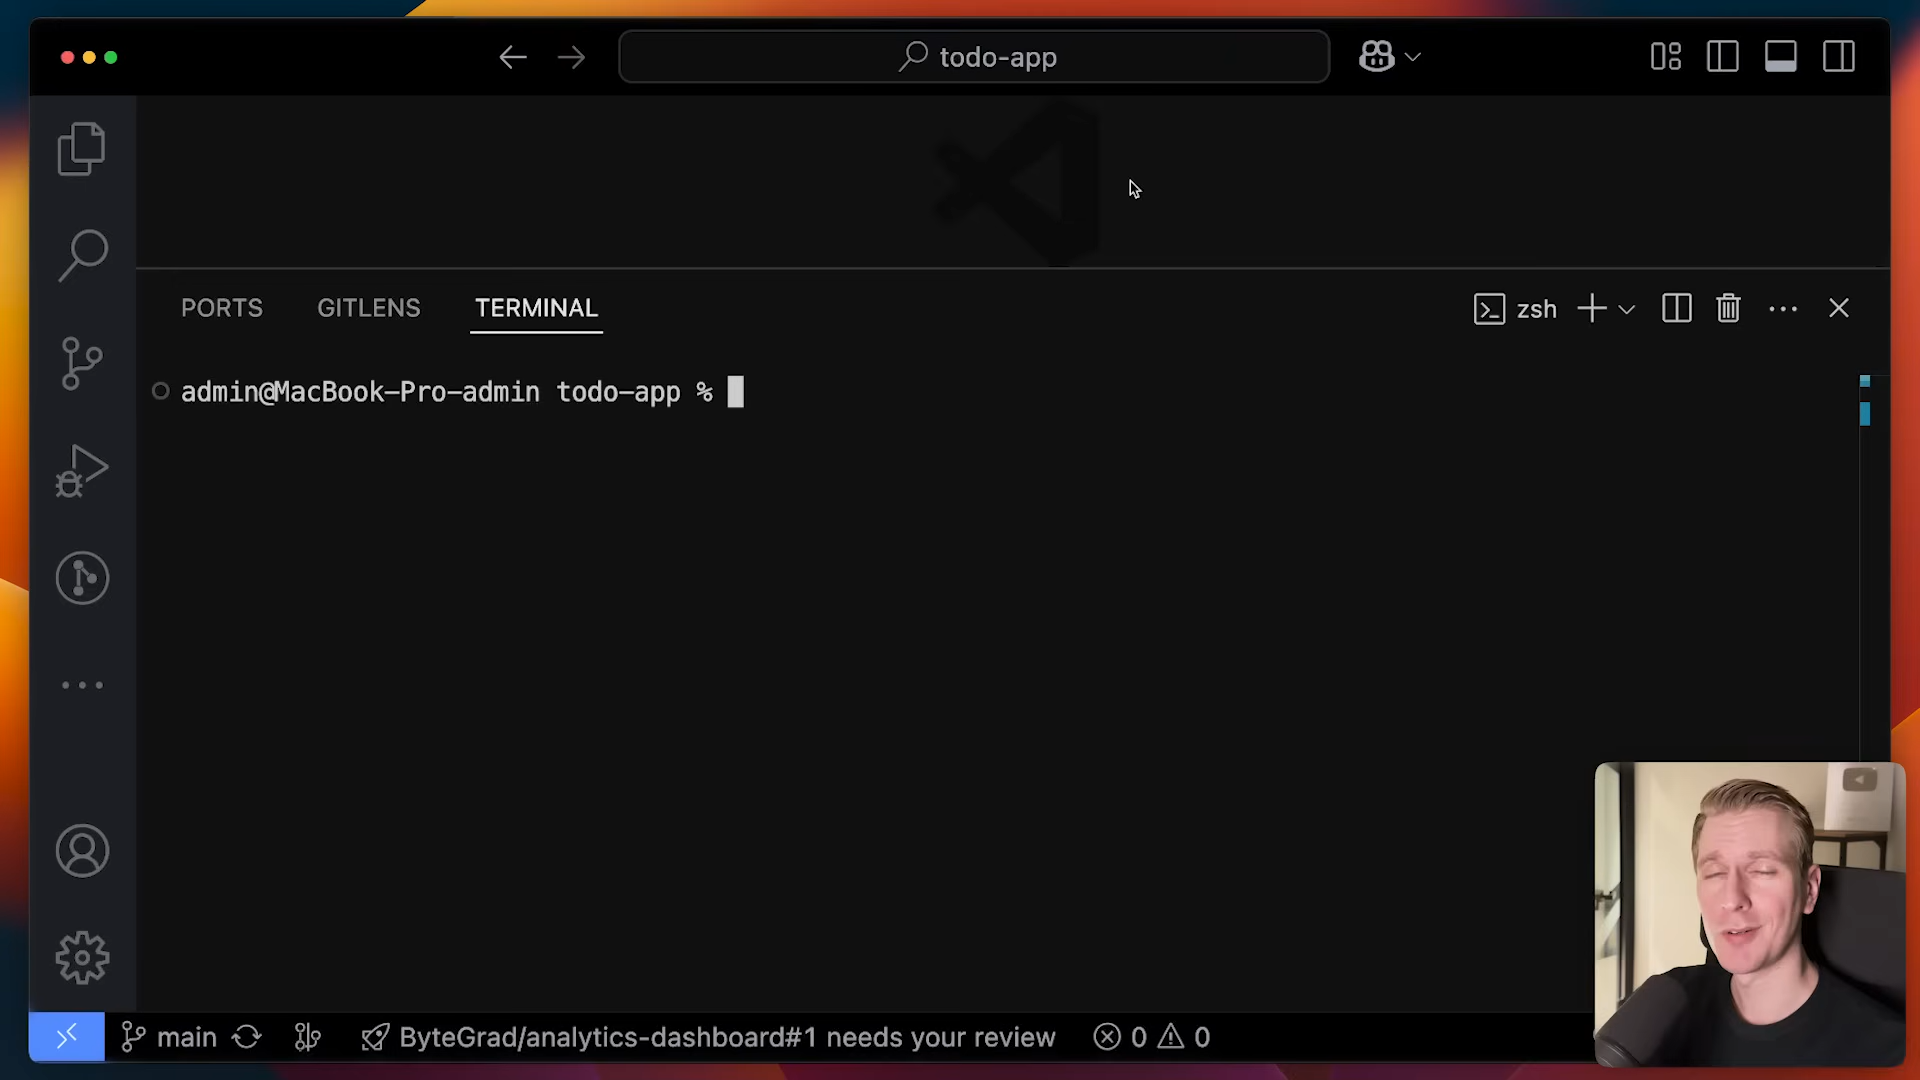 todo-app
PORTS GITLENS TERMINAL
zsh
admin@MacBook-Pro-admin todo-app %
main
ByteGrad/analytics-dashboard#1 needs your review
0
0